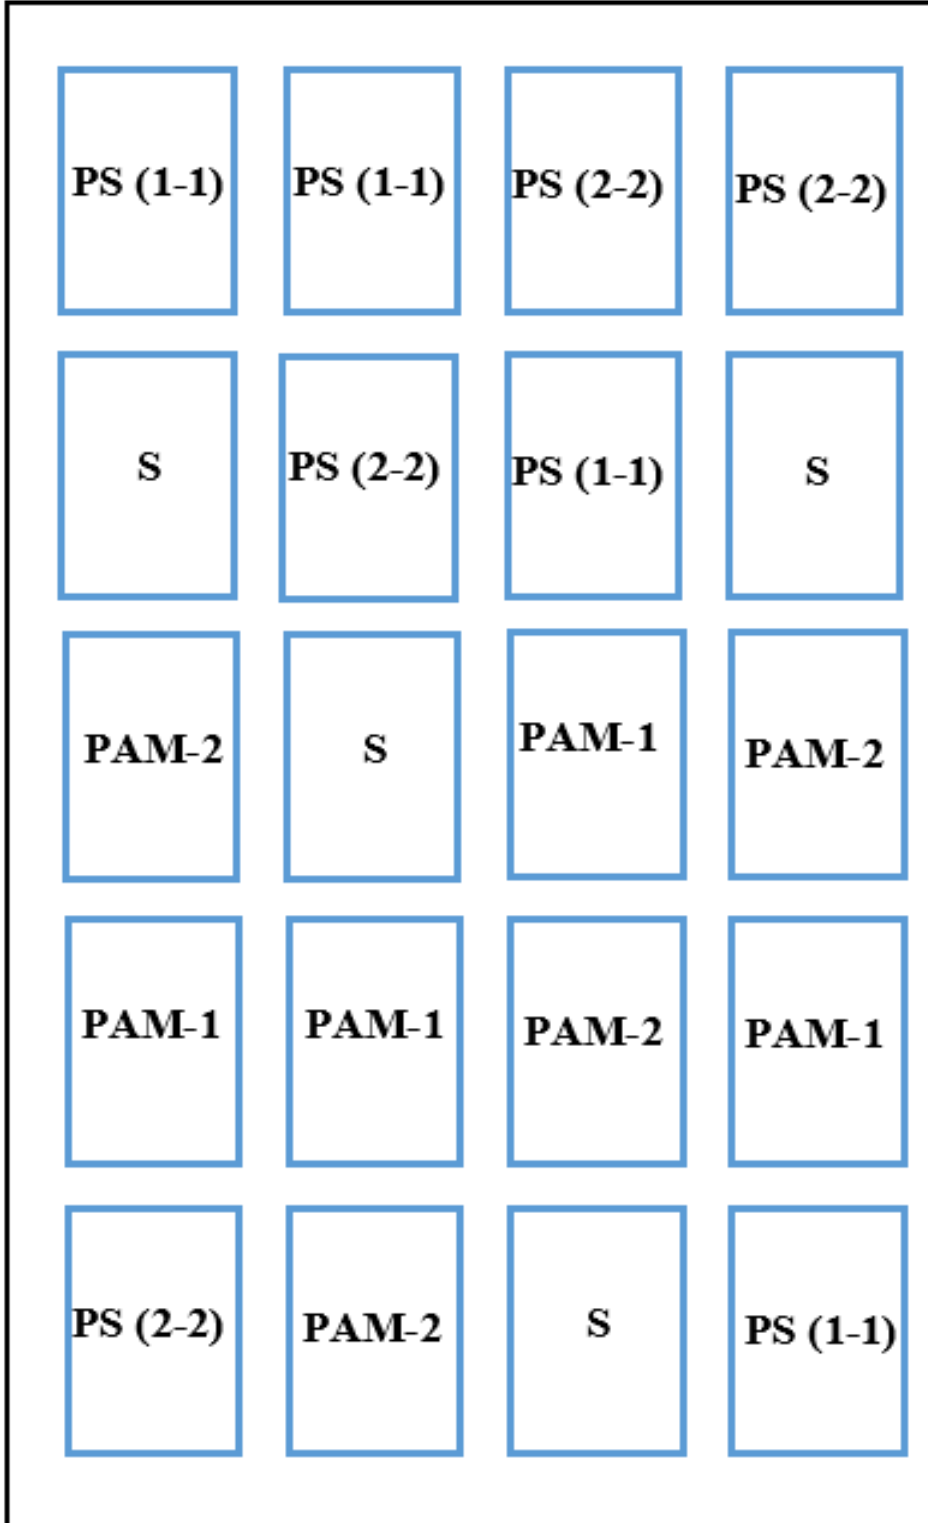 PS (1-1) PS (1-1) PS (2-2) PS (2-2)
S PS (2-2) PS (1-1) S
PAM-2 S PAM-1 PAM-2
PAM-1 PAM-1 PAM-2 PAM-1
PS (2-2) PAM-2 S PS (1-1)